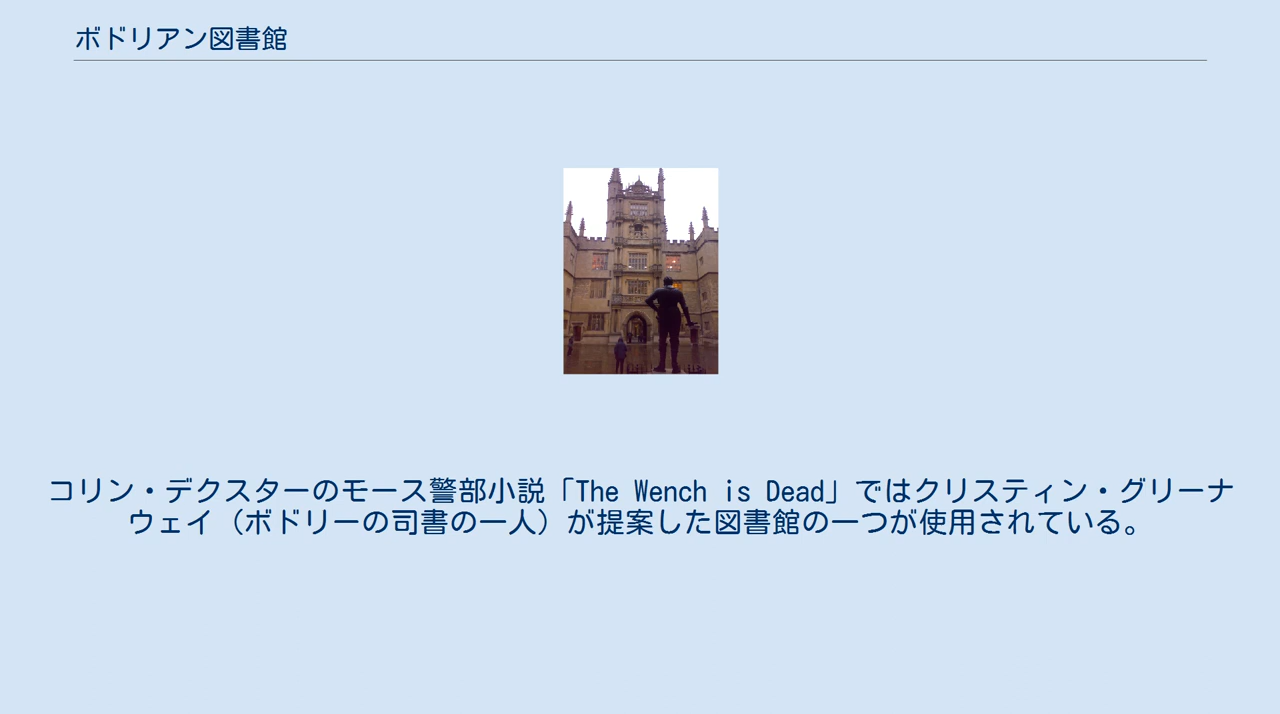 ボドリアン図書館
コリン・デクスターのモース警部小説「The Wench is Dead」ではクリスティン・グリーナ
ウェイ（ボドリーの司書の一人）が提案した図書館の一つが使用されている。